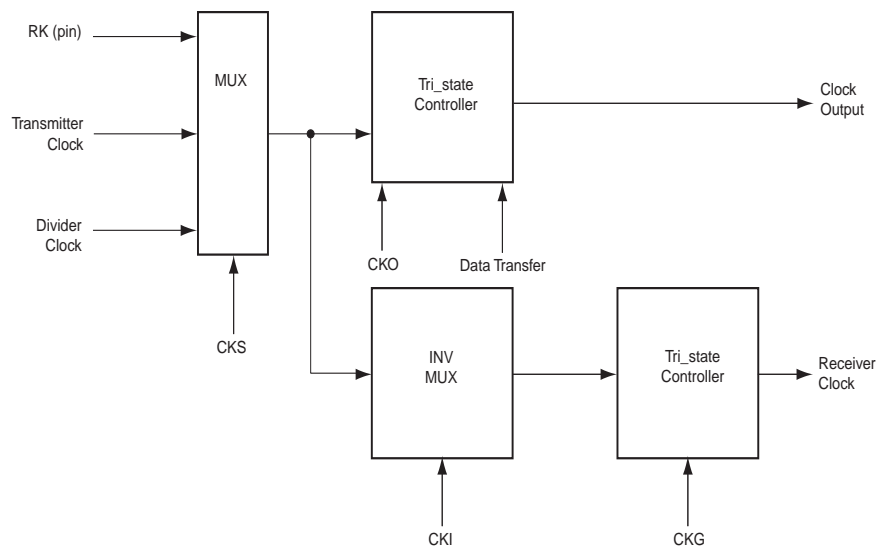 RK (pin)
MUX
Tri_state
Controller
Clock
Output
Transmitter
Clock
Divider
Clock
CKO
Data Transfer
CKS
INV
MUX
Tri_state
Controller
Receiver
Clock
CKI
CKG